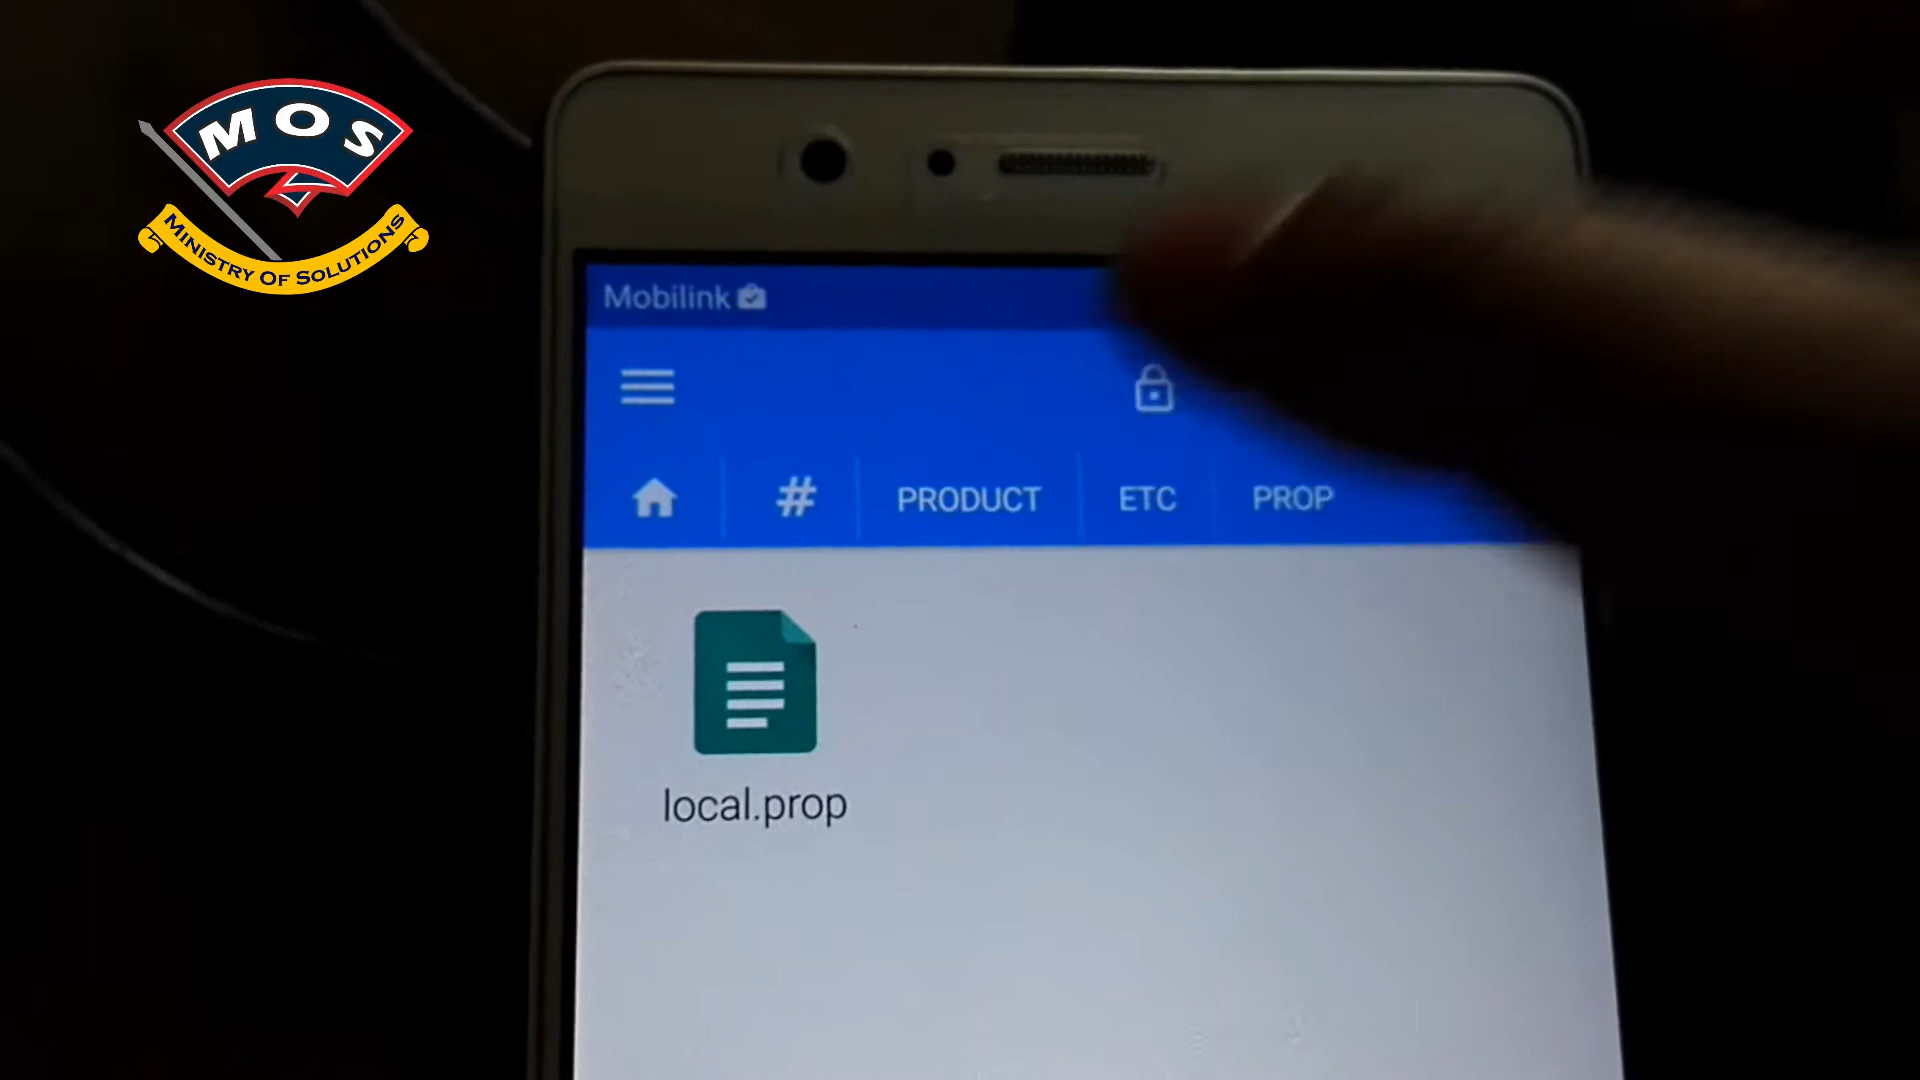 MOS
MINISTRY OF SOLUTIONS
Mobilink
# PRODUCT ETC PROP
local.prop